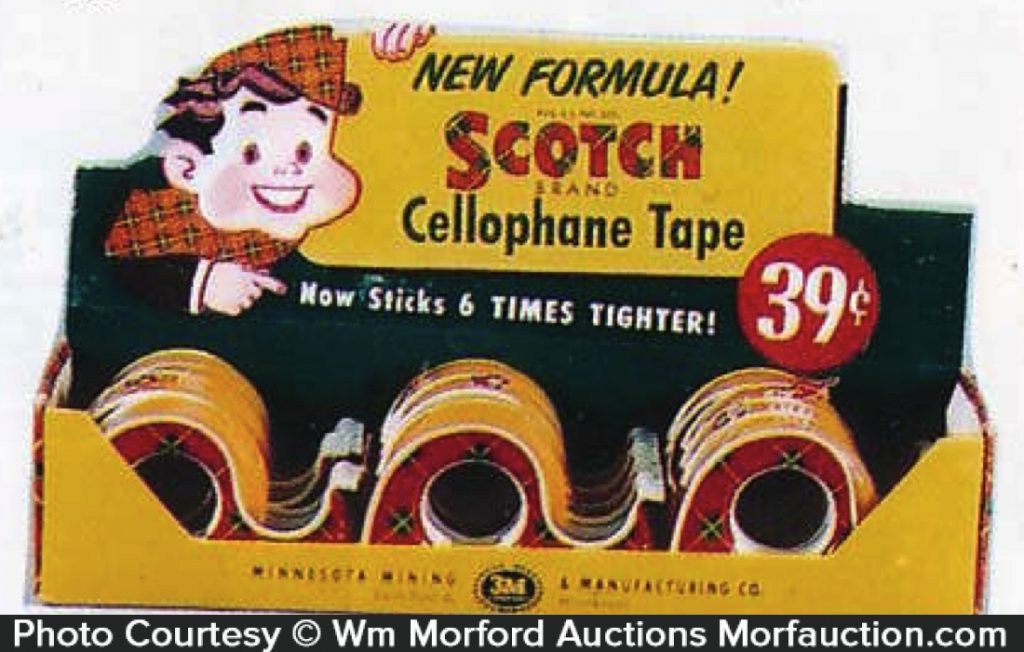 NEW FORMULA!
SCOTCH
BRAND
Cellophane Tape
39¢
Now Sticks 6 TIMES TIGHTER!
MINNESOTA MINING 3M & MANUFACTURING CO.
Photo Courtesy © Wm Morford Auctions Morfauction.com